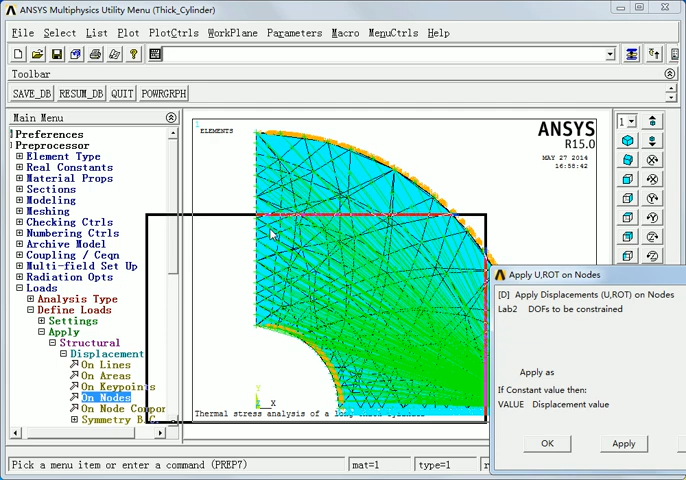 ANSYS Multiphysics Utility Menu (Thick_Cylinder)
File Select List Plot PlotCtrls WorkPlane Parameters Macro MenuCtrls Help
Toolbar
SAVE_DB RESUM_DB QUIT POWRGRPH
Main Menu
Preferences
Preprocessor
Element Type
Real Constants
Material Props
Sections
Modeling
Meshing
Checking Ctrls
Numbering Ctrls
Archive Model
Coupling / Ceqn
Multi-field Set Up
Radiation Opts
Loads
Analysis Type
Define Loads
Settings
Apply
Structural
Displacement
On Lines
On Areas
On Keypoints
On Nodes
On Node Compon
Symmetry B.C.
1
ELEMENTS
ANSYS
R15.0
MAY 27 2014
16:58:42
Y
X
Thermal stress analysis of a long
1
Apply U,ROT on Nodes
[D] Apply Displacements (U,ROT) on Nodes
Lab2 DOFs to be constrained
Apply as
If Constant value then:
VALUE Displacement value
OK Apply
Pick a menu item or enter a command (PREP7)
mat=1
type=1
r